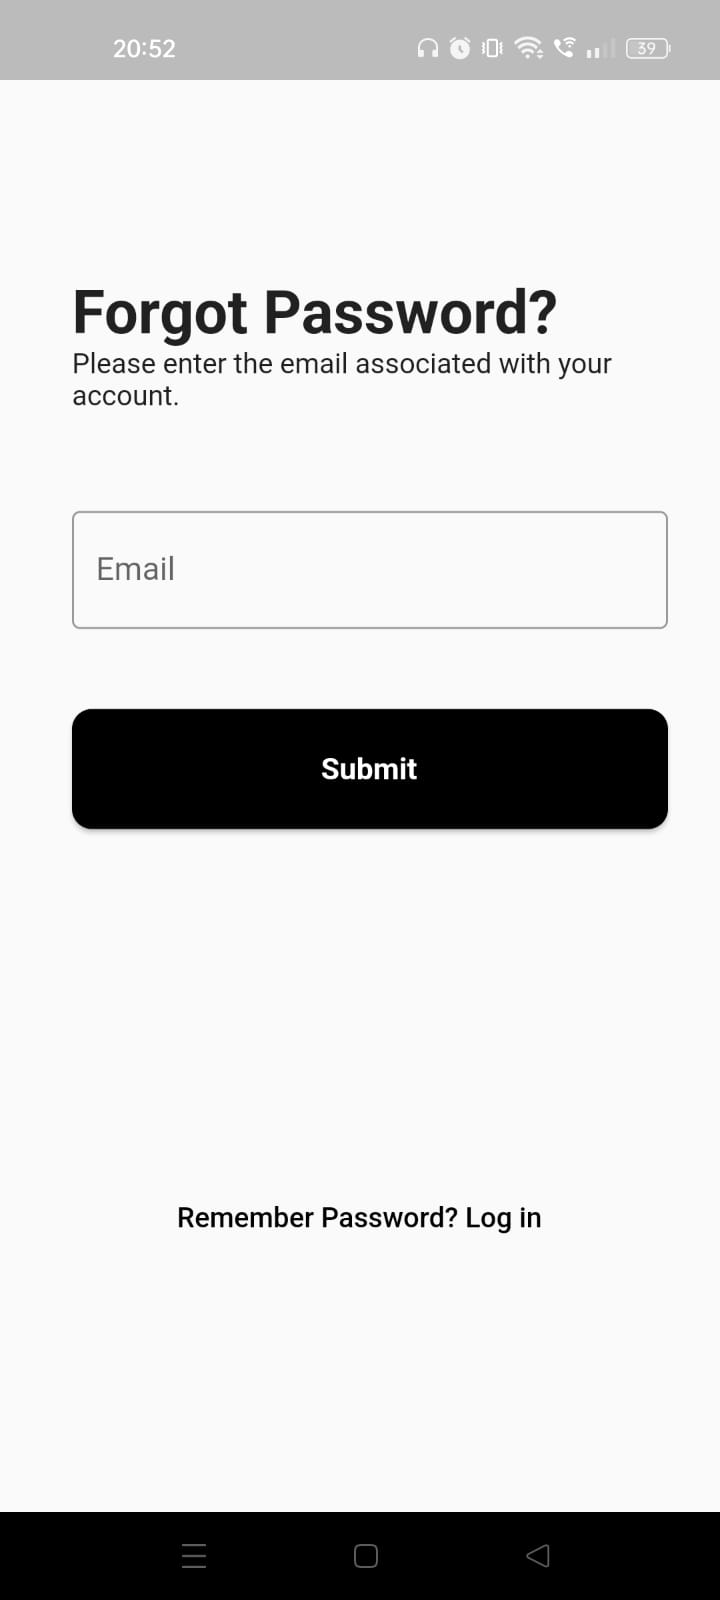 20:52
39
Forgot Password?
Please enter the email associated with your
account.
Email
Submit
Remember Password? Log in